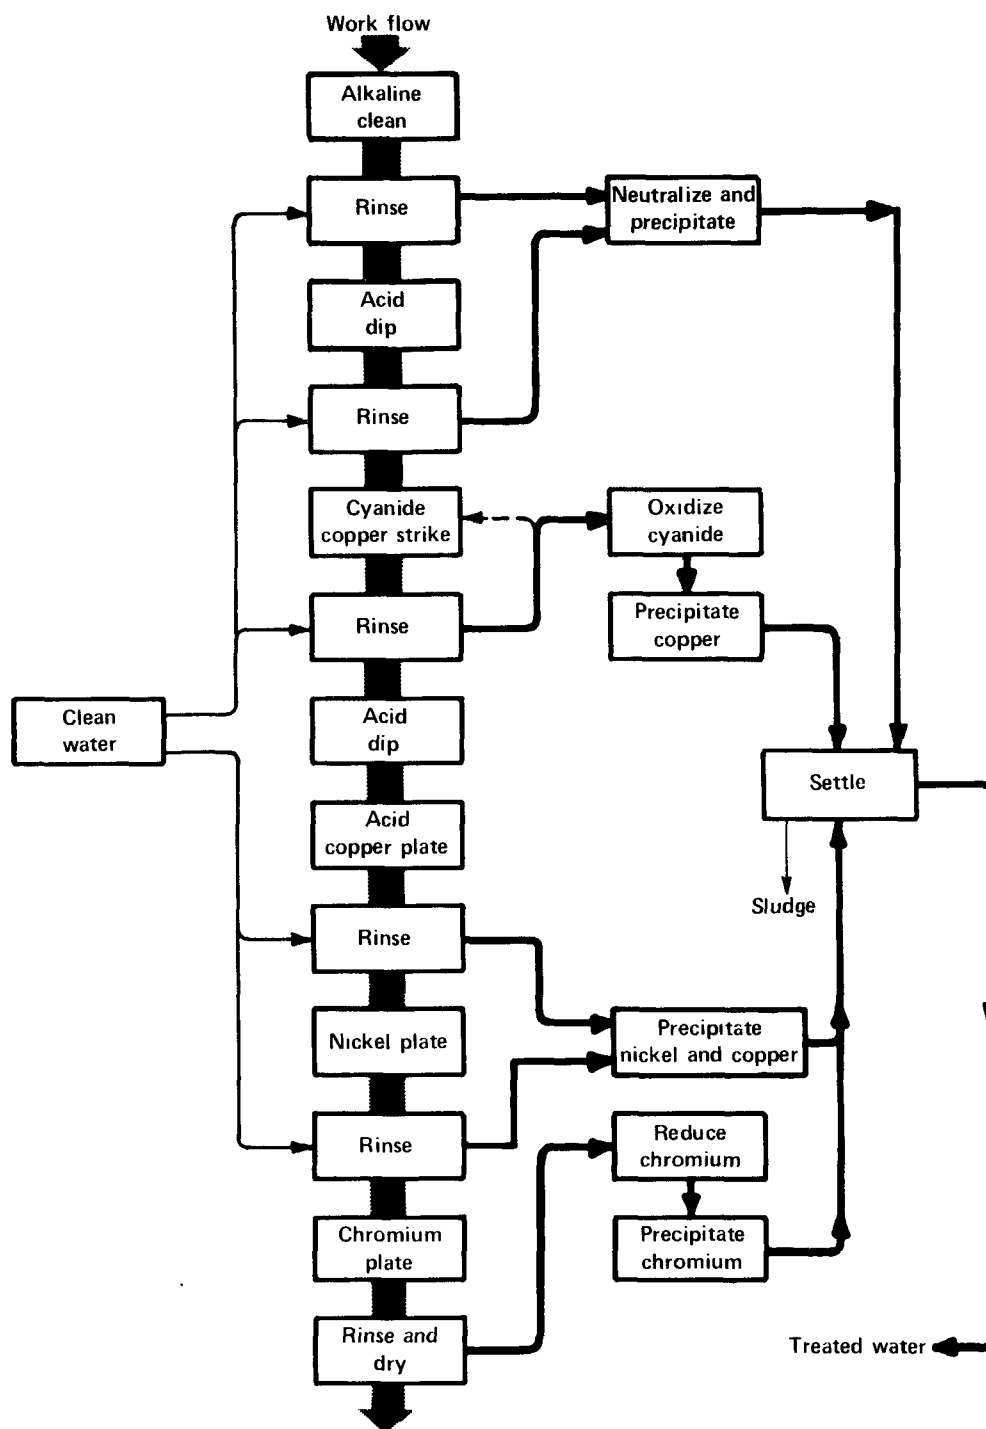 Work flow
Alkaline
clean
Rinse
Neutralize and
precipitate
Acid
dip
Rinse
Cyanide
copper strike
Oxidize
cyanide
Rinse
Precipitate
copper
Clean
water
Acid
dip
Settle
Acid
copper plate
Sludge
Rinse
Nickel plate
Precipitate
nickel and copper
Rinse
Reduce
chromium
Chromium
plate
Precipitate
chromium
Rinse and
dry
Treated water